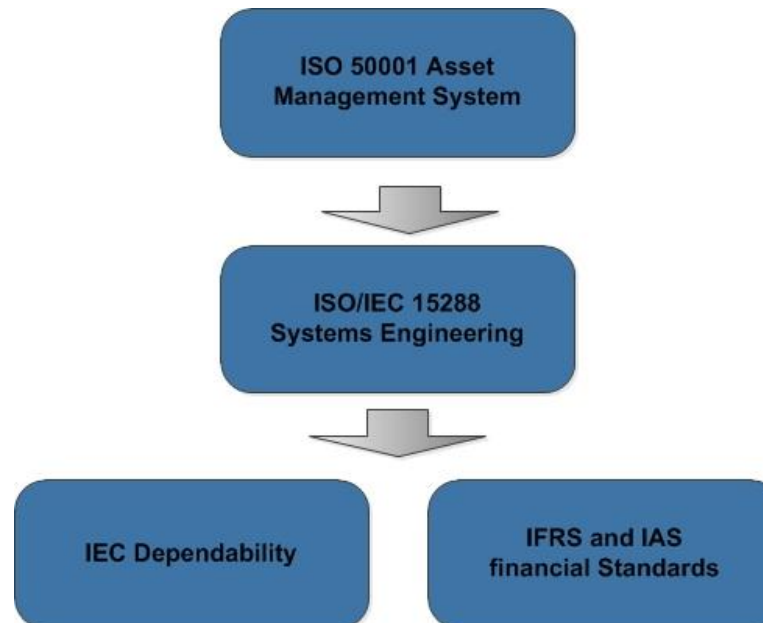 ISO 50001 Asset
Management System
ISO/IEC 15288
Systems Engineering
IEC Dependability
IFRS and IAS
financial Standards